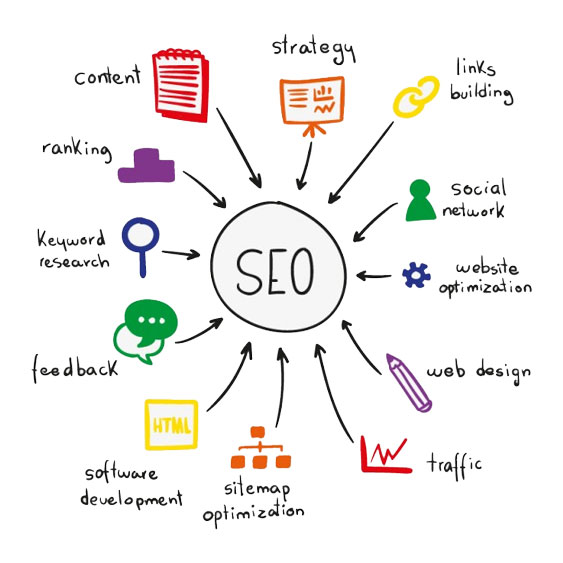 strategy
content
links
building
ranking
social
network
Keyword
research
SEO
website
optimization
feedback
web design
HTML
software
development
sitemap
optimization
traffic